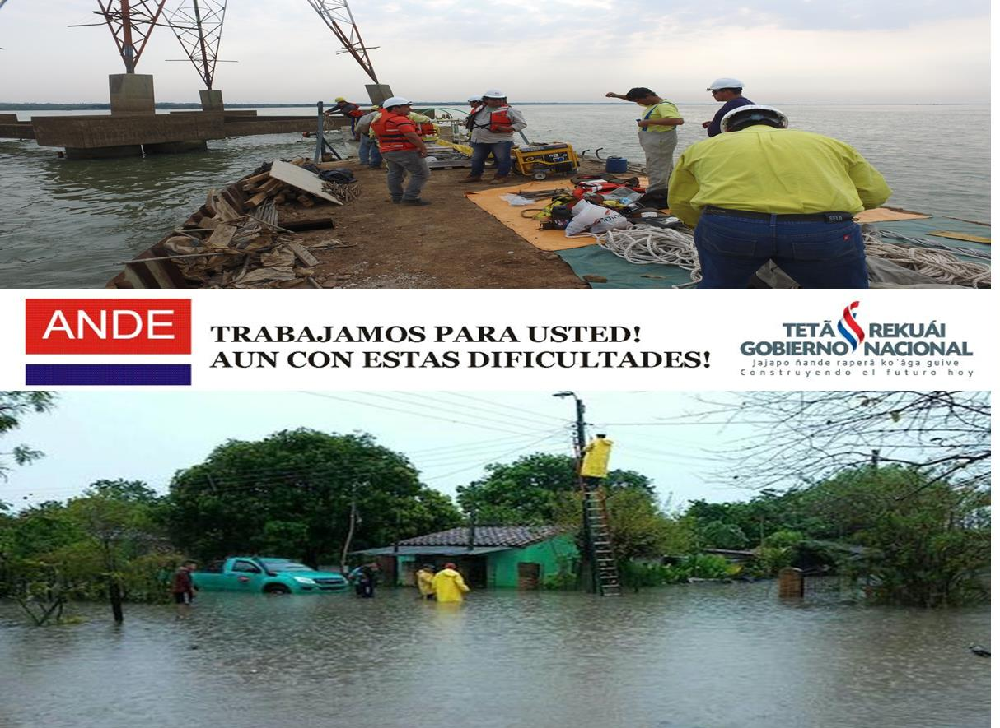 ANDE
TRABAJAMOS PARA USTED!
AUN CON ESTAS DIFICULTADES!
TETÃ REKUÁI
GOBIERNO NACIONAL
Jajapo ñande raperã ko'ãga guive
Construyendo el futuro hoy